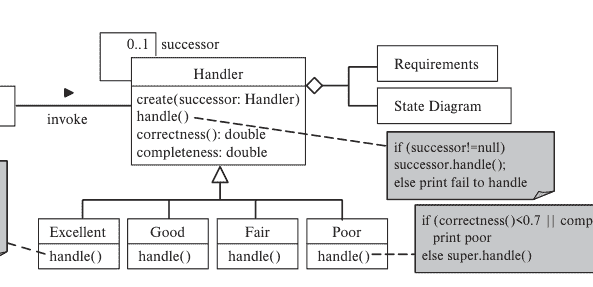 0..1 successor
Handler
Requirements
create(successor: Handler)
handle()
correctness(): double
completeness: double
State Diagram
invoke
if (successor!=null)
successor.handle();
else print fail to handle
Excellent
handle()
Good
handle()
Fair
handle()
Poor
handle()
if (correctness()<0.7 || comp
print poor
else super.handle()